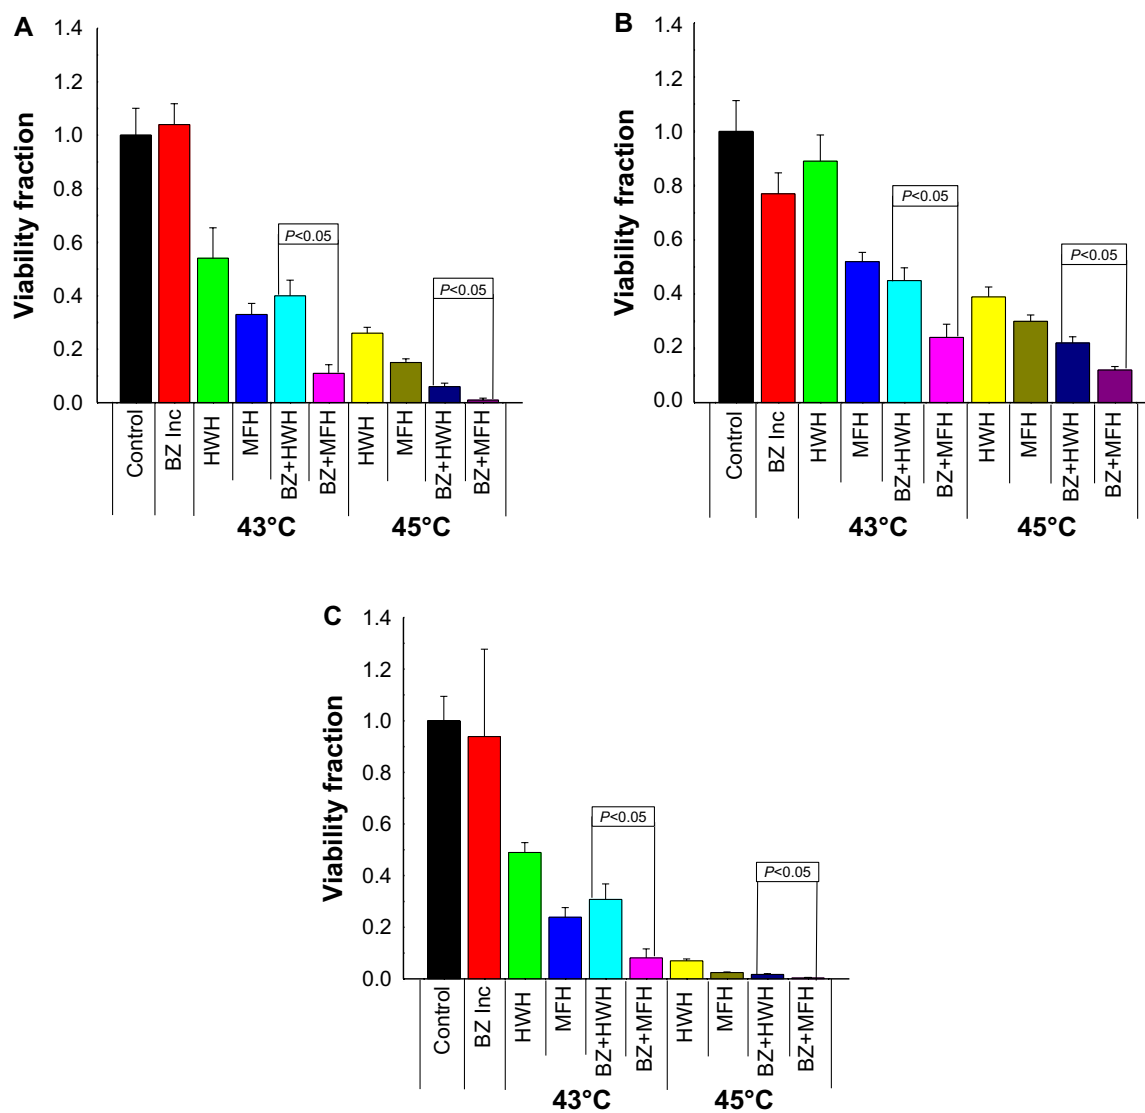 A
Viability fraction
1.4
1.2
1.0
0.8
0.6
0.4
0.2
0.0
P<0.05
P<0.05
Control
BZ Inc
HWH
MFH
BZ+HWH
BZ+MFH
HWH
MFH
BZ+HWH
BZ+MFH
43°C
45°C
B
Viability fraction
1.4
1.2
1.0
0.8
0.6
0.4
0.2
0.0
P<0.05
P<0.05
Control
BZ Inc
HWH
MFH
BZ+HWH
BZ+MFH
HWH
MFH
BZ+HWH
BZ+MFH
43°C
45°C
C
Viability fraction
1.4
1.2
1.0
0.8
0.6
0.4
0.2
0.0
P<0.05
P<0.05
Control
BZ Inc
HWH
MFH
BZ+HWH
BZ+MFH
HWH
MFH
BZ+HWH
BZ+MFH
43°C
45°C